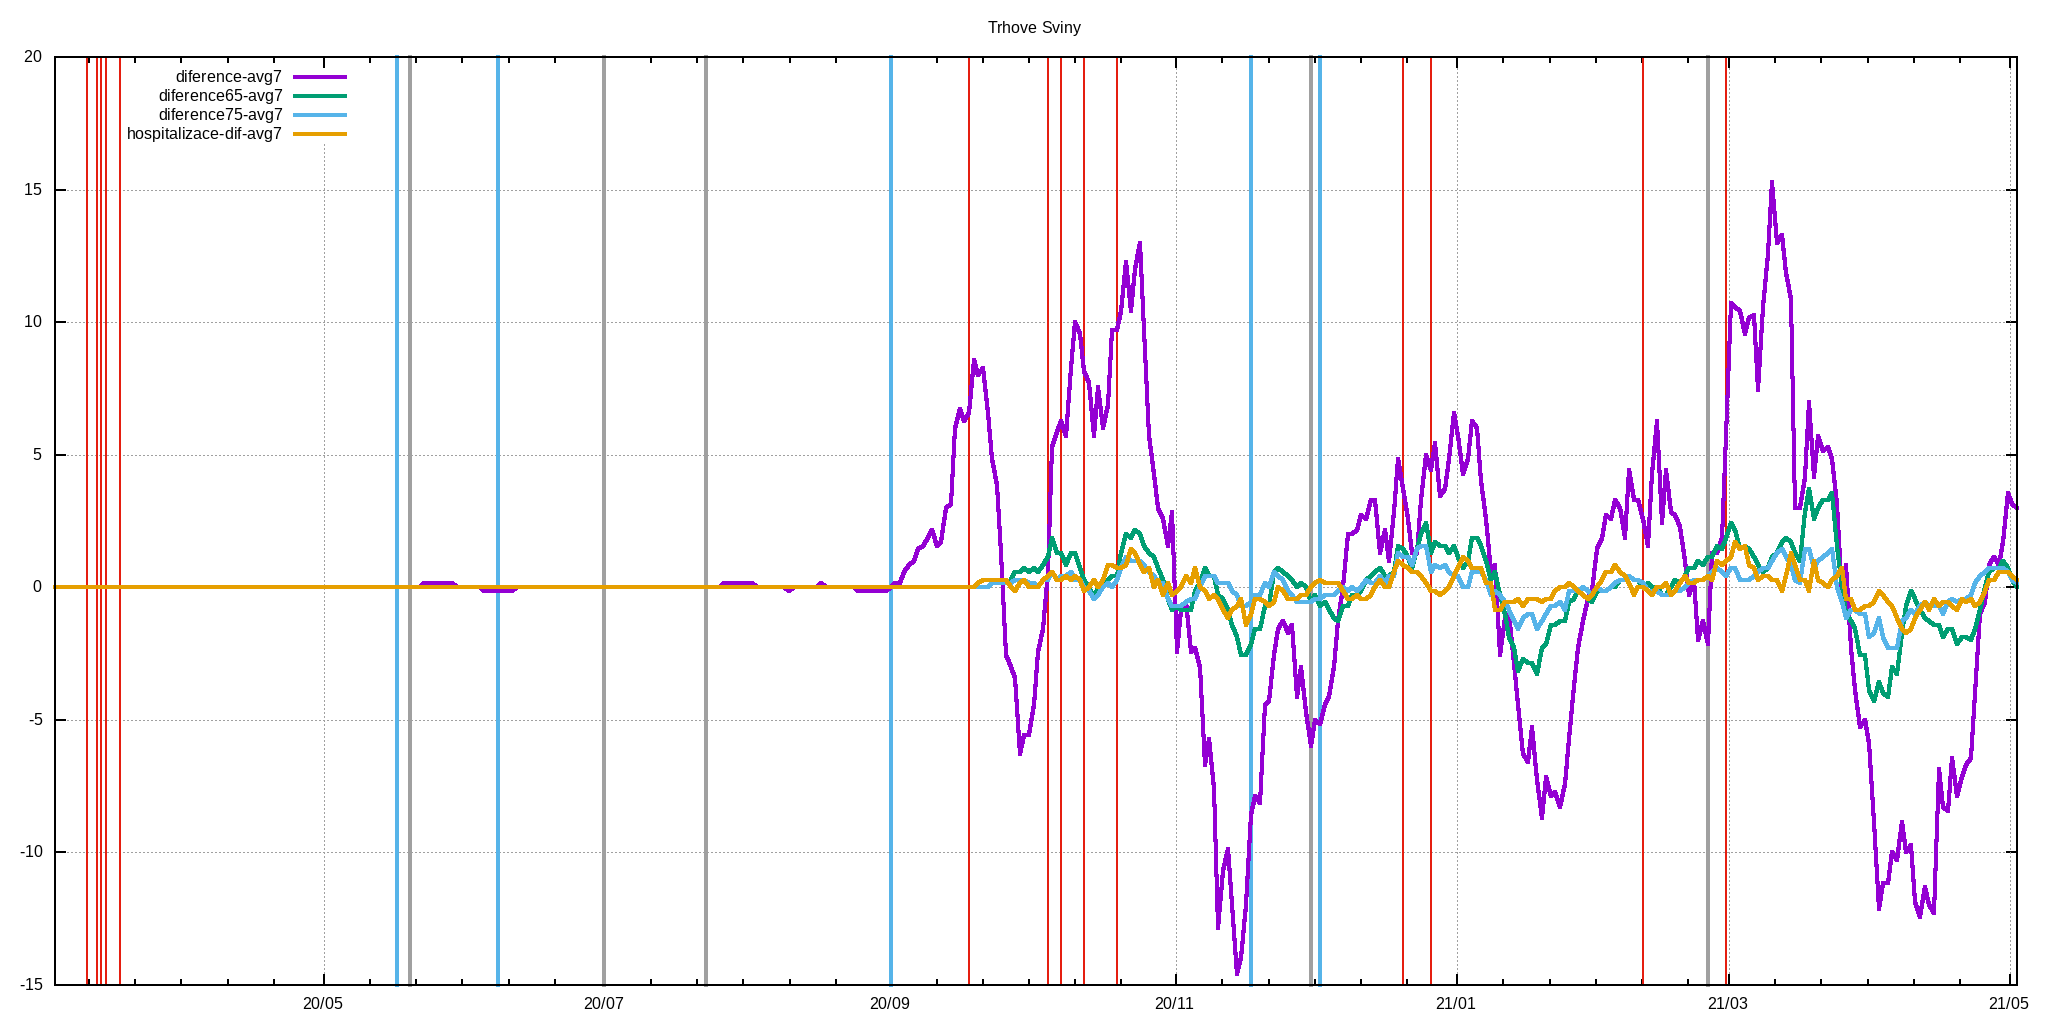 Trhove Sviny
20
15
10
5
0
-5
-10
-15
diference-avg7
diference65-avg7
diference75-avg7
hospitalizace-dif-avg7
20/05 20/07 20/09 20/11 21/01 21/03 21/05